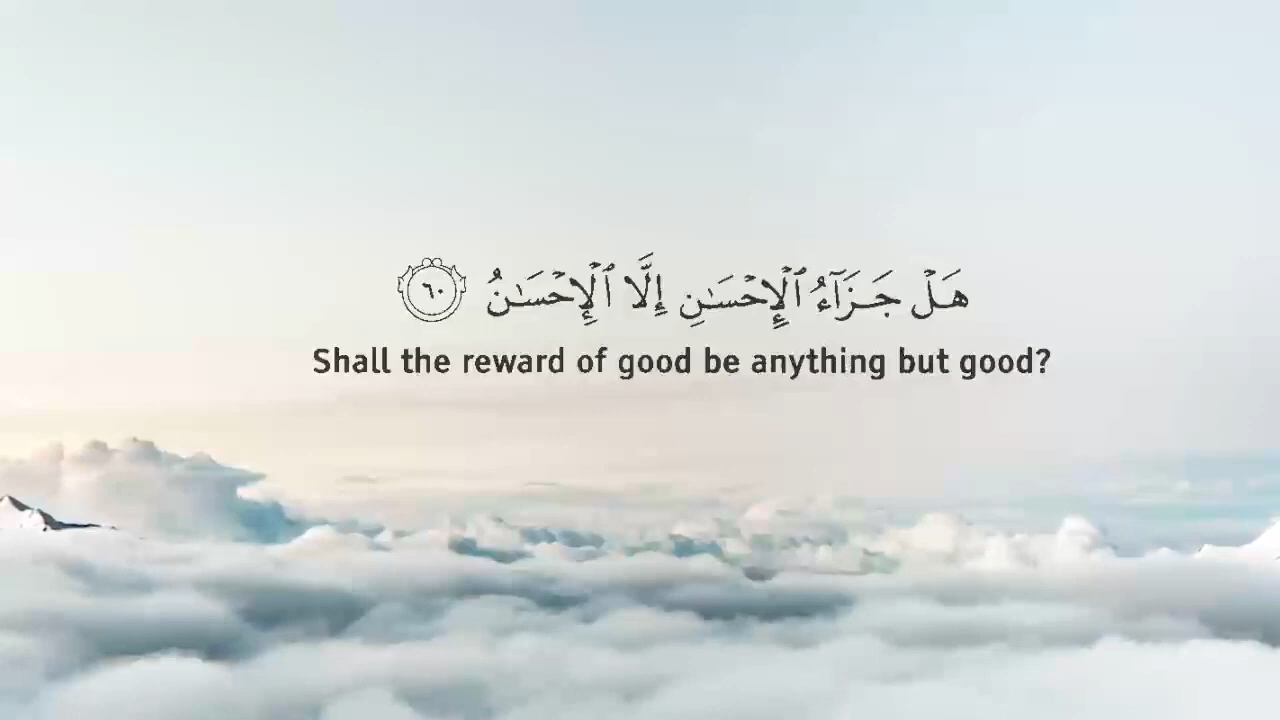 هَلْ جَزَآءُ ٱلْإِحْسَـٰنِ إِلَّا ٱلْإِحْسَـٰنُ ٦٠
Shall the reward of good be anything but good?